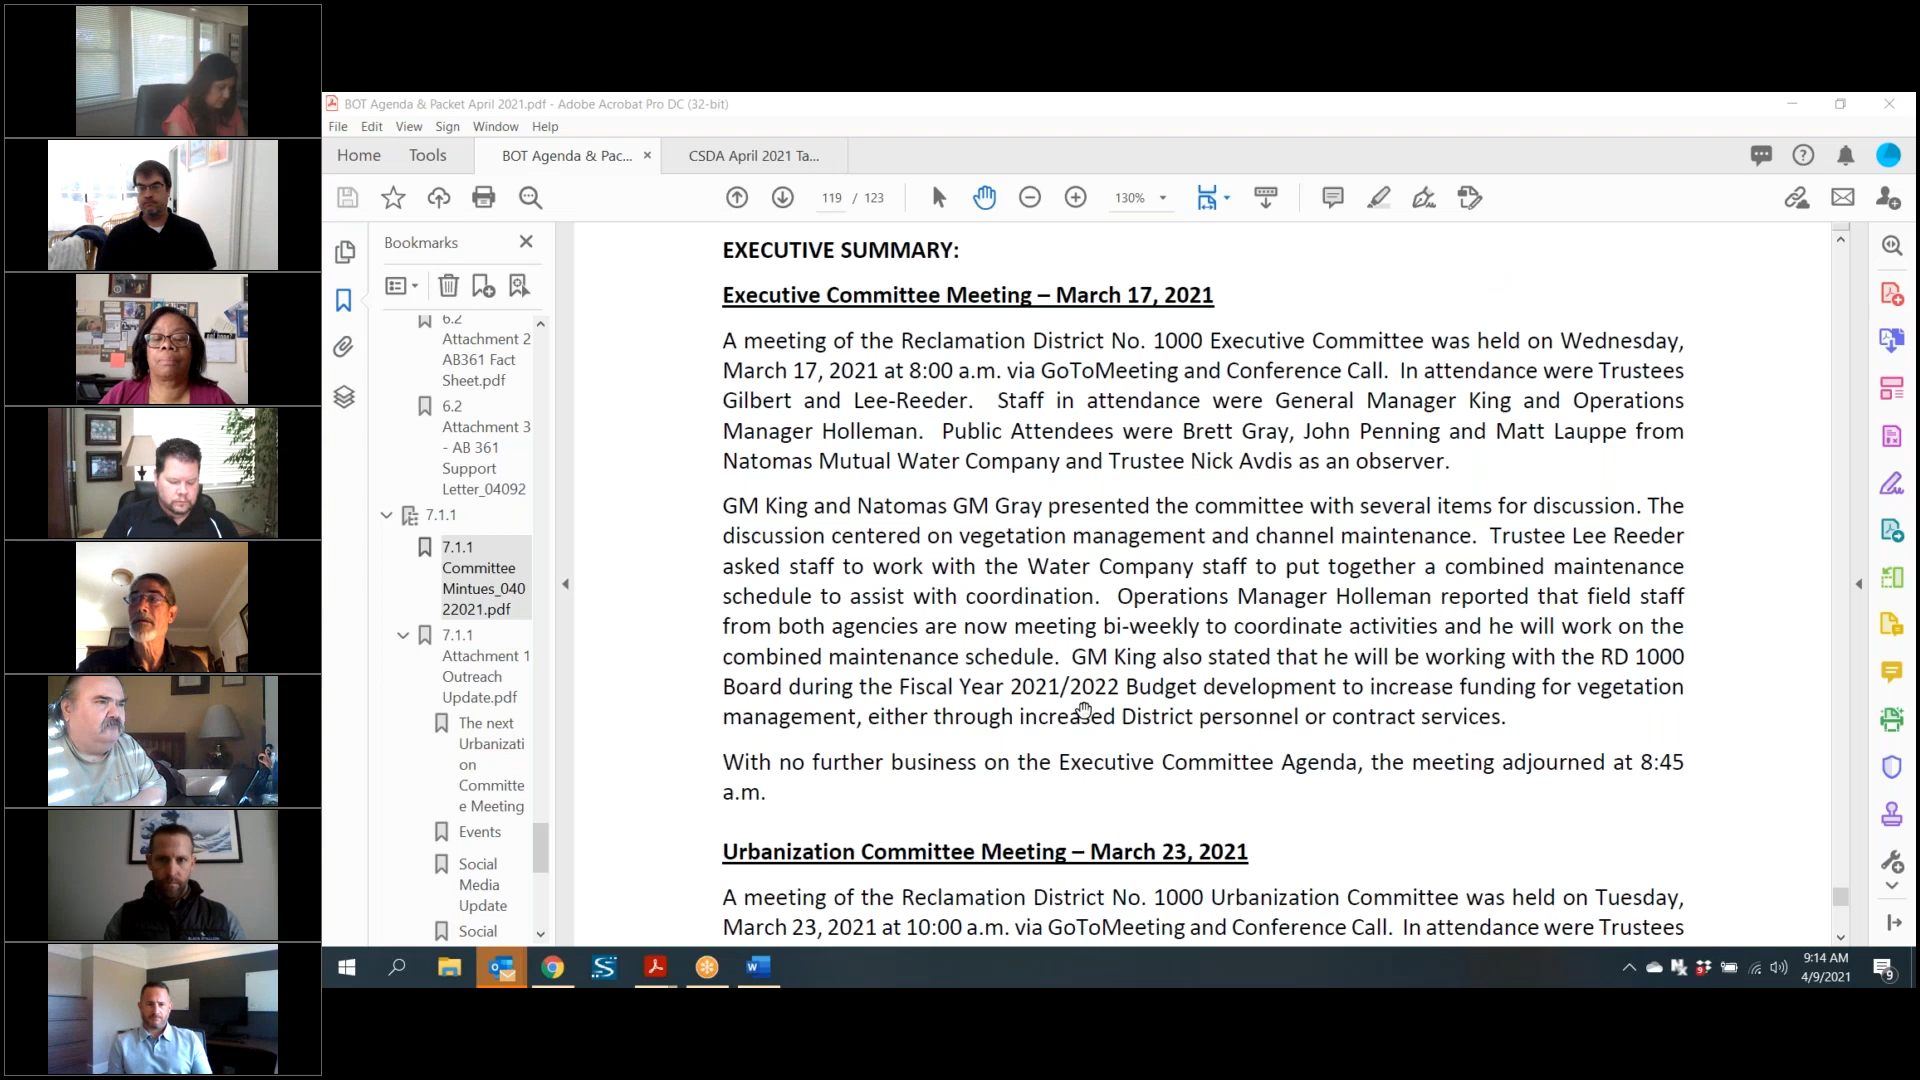 BOT Agenda & Packet April 2021.pdf - Adobe Acrobat Pro DC (32-bit)
File Edit View Sign Window Help
Home Tools BOT Agenda & Pac... × CSDA April 2021 Ta...
119 / 123 130%
Bookmarks
6.2
Attachment 2
AB361 Fact
Sheet.pdf
6.2
Attachment 3
- AB 361
Support
Letter_04092
7.1.1
7.1.1
Committee
Mintues_040
22021.pdf
7.1.1
Attachment 1
Outreach
Update.pdf
The next
Urbanizati
on
Committe
e Meeting
Events
Social
Media
Update
Social
EXECUTIVE SUMMARY:
Executive Committee Meeting – March 17, 2021
A meeting of the Reclamation District No. 1000 Executive Committee was held on Wednesday,
March 17, 2021 at 8:00 a.m. via GoToMeeting and Conference Call. In attendance were Trustees
Gilbert and Lee-Reeder. Staff in attendance were General Manager King and Operations
Manager Holleman. Public Attendees were Brett Gray, John Penning and Matt Lauppe from
Natomas Mutual Water Company and Trustee Nick Avdis as an observer.
GM King and Natomas GM Gray presented the committee with several items for discussion. The
discussion centered on vegetation management and channel maintenance. Trustee Lee Reeder
asked staff to work with the Water Company staff to put together a combined maintenance
schedule to assist with coordination. Operations Manager Holleman reported that field staff
from both agencies are now meeting bi-weekly to coordinate activities and he will work on the
combined maintenance schedule. GM King also stated that he will be working with the RD 1000
Board during the Fiscal Year 2021/2022 Budget development to increase funding for vegetation
management, either through increased District personnel or contract services.
With no further business on the Executive Committee Agenda, the meeting adjourned at 8:45
a.m.
Urbanization Committee Meeting – March 23, 2021
A meeting of the Reclamation District No. 1000 Urbanization Committee was held on Tuesday,
March 23, 2021 at 10:00 a.m. via GoToMeeting and Conference Call. In attendance were Trustees
9:14 AM
4/9/2021
9